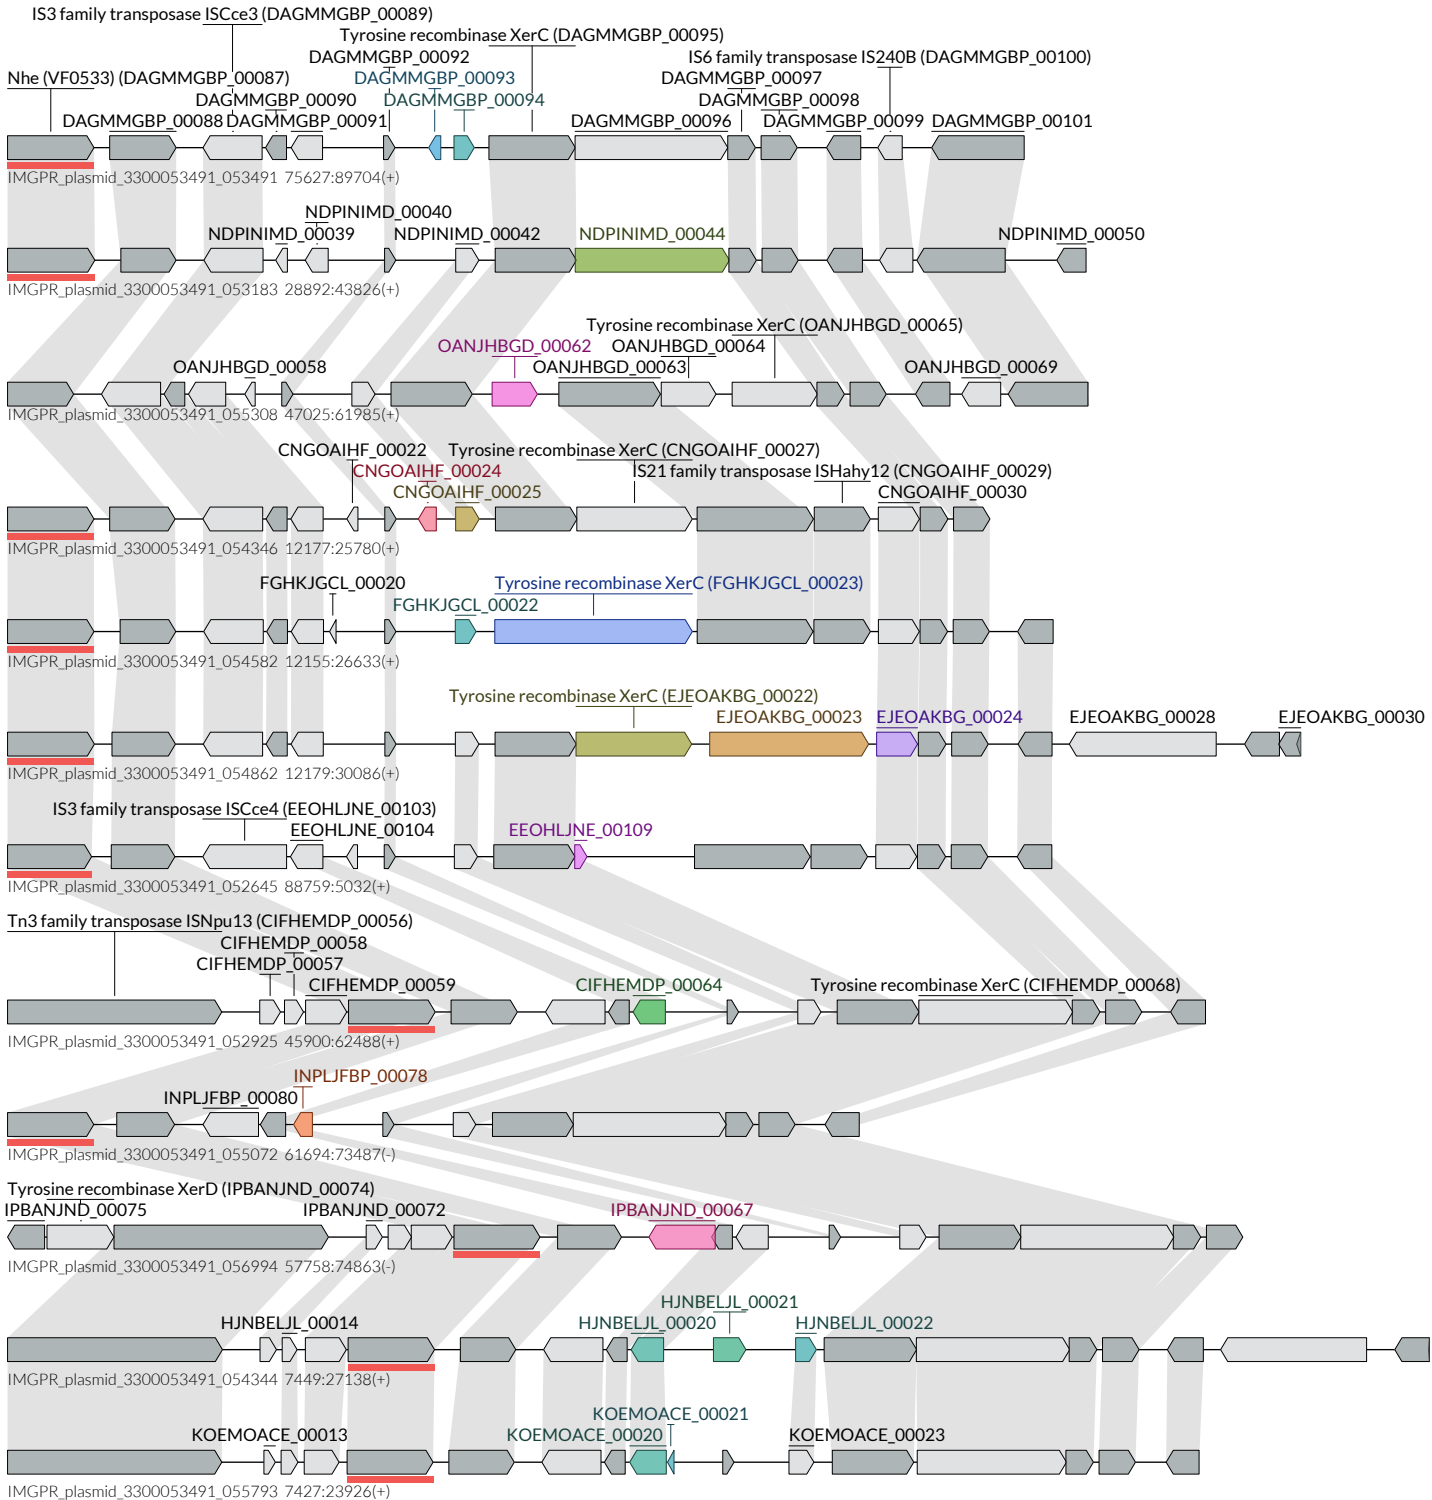 IS3 family transposase ISCce3 (DAGMMGBP_00089)
Tyrosine recombinase XerC (DAGMMGBP_00095)
DAGMMGBP_00092 IS6 family transposase IS240B (DAGMMGBP_00100)
Nhe (VF0533) (DAGMMGBP_00087) DAGMMGBP_00093 DAGMMGBP_00097
DAGMMGBP_00090 DAGMMGBP_00094 DAGMMGBP_00098
DAGMMGBP_00088 DAGMMGBP_00091 DAGMMGBP_00096 DAGMMGBP_00099 DAGMMGBP_00101
IMGPR_plasmid_3300053491_053491 75627:89704(+)
NDPINIMD_00040
NDPINIMD_00039 NDPINIMD_00042 NDPINIMD_00044 NDPINIMD_00050
IMGPR_plasmid_3300053491_053183 28892:43826(+)
Tyrosine recombinase XerC (OANJHBGD_00065)
OANJHBGD_00062 OANJHBGD_00064
OANJHBGD_00058 OANJHBGD_00063 OANJHBGD_00069
IMGPR_plasmid_3300053491_055308 47025:61985(+)
CNGOAIHF_00022 Tyrosine recombinase XerC (CNGOAIHF_00027)
CNGOAIHF_00024 IS21 family transposase ISHahy12 (CNGOAIHF_00029)
CNGOAIHF_00025 CNGOAIHF_00030
IMGPR_plasmid_3300053491_054346 12177:25780(+)
FGHKJGCL_00020 Tyrosine recombinase XerC (FGHKJGCL_00023)
FGHKJGCL_00022
IMGPR_plasmid_3300053491_054582 12155:26633(+)
Tyrosine recombinase XerC (EJEOAKBG_00022)
EJEOAKBG_00023 EJEOAKBG_00024 EJEOAKBG_00028 EJEOAKBG_00030
IMGPR_plasmid_3300053491_054862 12179:30086(+)
IS3 family transposase ISCce4 (EEOHLJNE_00103)
EEOHLJNE_00104 EEOHLJNE_00109
IMGPR_plasmid_3300053491_052645 88759:5032(+)
Tn3 family transposase ISNpu13 (CIFHEMDP_00056)
CIFHEMDP_00058
CIFHEMDP_00057
CIFHEMDP_00059 CIFHEMDP_00064 Tyrosine recombinase XerC (CIFHEMDP_00068)
IMGPR_plasmid_3300053491_052925 45900:62488(+)
INPLJFBP_00078
INPLJFBP_00080
IMGPR_plasmid_3300053491_055072 61694:73487(-)
Tyrosine recombinase XerD (IPBANJND_00074)
IPBANJND_00075 IPBANJND_00072 IPBANJND_00067
IMGPR_plasmid_3300053491_056994 57758:74863(-)
HJNBELJL_00021
HJNBELJL_00014 HJNBELJL_00020 HJNBELJL_00022
IMGPR_plasmid_3300053491_054344 7449:27138(+)
KOEMOACE_00021
KOEMOACE_00013 KOEMOACE_00020 KOEMOACE_00023
IMGPR_plasmid_3300053491_055793 7427:23926(+)